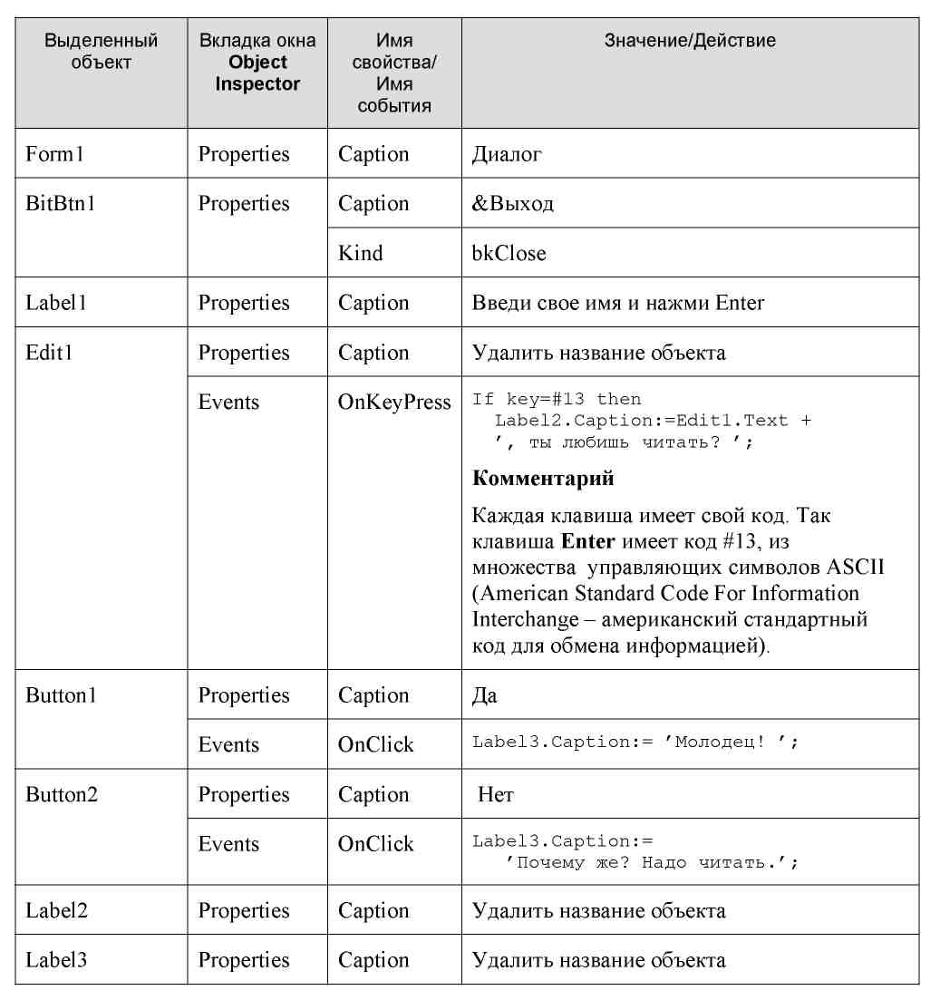 Выделенный объект
Вкладка окна Object Inspector
Имя свойства/ Имя события
Значение/Действие
Form1
Properties
Caption
Диалог
BitBtn1
Properties
Caption
&Выход
Kind
bkClose
Label1
Properties
Caption
Введи свое имя и нажми Enter
Edit1
Properties
Caption
Удалить название объекта
Events
OnKeyPress
If key=#13 then
Label2.Caption:=Edit1.Text +
', ты любишь читать? ';
Комментарий
Каждая клавиша имеет свой код. Так
клавиша Enter имеет код #13, из
множества управляющих символов ASCII
(American Standard Code For Information
Interchange – американский стандартный
код для обмена информацией).
Button1
Properties
Caption
Да
Events
OnClick
Label3.Caption:= 'Молодец! ';
Button2
Properties
Caption
Нет
Events
OnClick
Label3.Caption:=
'Почему же? Надо читать.';
Label2
Properties
Caption
Удалить название объекта
Label3
Properties
Caption
Удалить название объекта